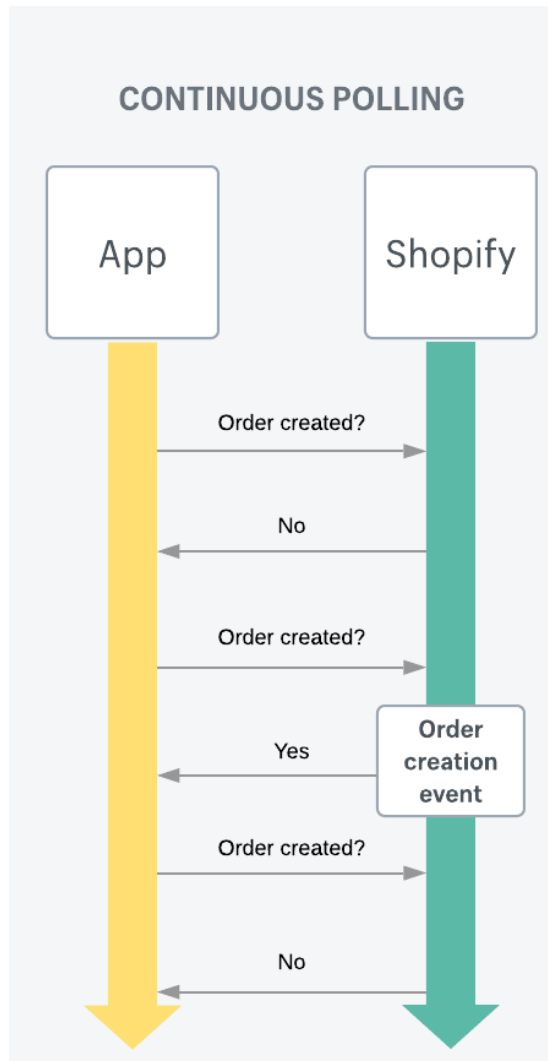 CONTINUOUS POLLING
App
Shopify
Order created?
No
Order created?
Yes
Order
creation
event
Order created?
No